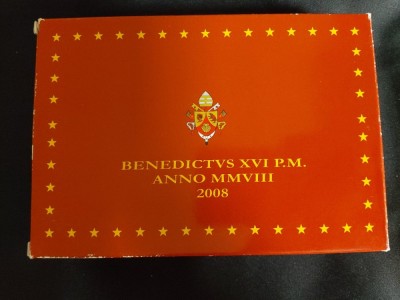 BENEDICTVS XVI P.M.
ANNO MMVIII
2008